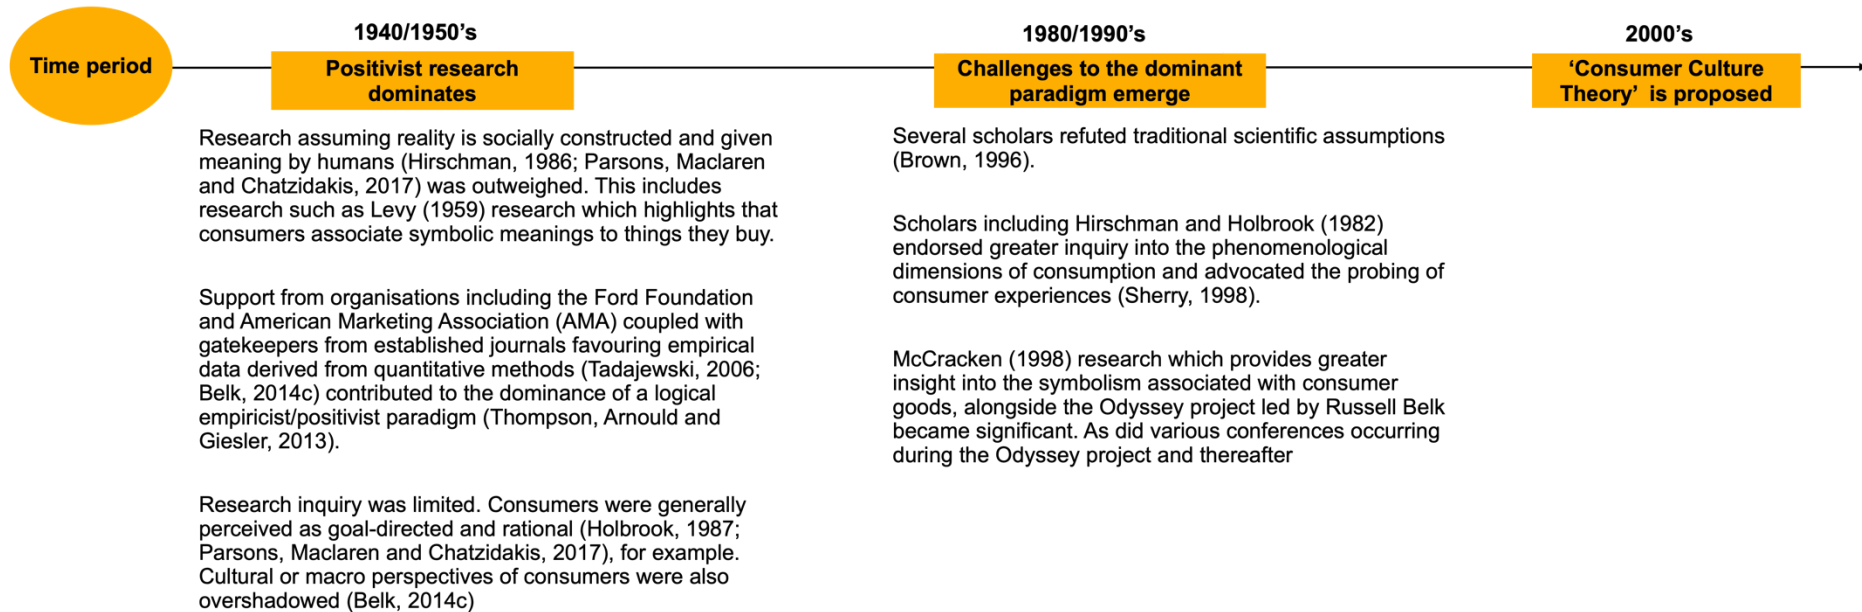 Time period
1940/1950's
Positivist research
dominates
Research assuming reality is socially constructed and given
meaning by humans (Hirschman, 1986; Parsons, Maclaren
and Chatzidakis, 2017) was outweighed. This includes
research such as Levy (1959) research which highlights that
consumers associate symbolic meanings to things they buy.
Support from organisations including the Ford Foundation
and American Marketing Association (AMA) coupled with
gatekeepers from established journals favouring empirical
data derived from quantitative methods (Tadajewski, 2006;
Belk, 2014c) contributed to the dominance of a logical
empiricist/positivist paradigm (Thompson, Arnould and
Giesler, 2013).
Research inquiry was limited. Consumers were generally
perceived as goal-directed and rational (Holbrook, 1987;
Parsons, Maclaren and Chatzidakis, 2017), for example.
Cultural or macro perspectives of consumers were also
overshadowed (Belk, 2014c)
1980/1990's
Challenges to the dominant
paradigm emerge
Several scholars refuted traditional scientific assumptions
(Brown, 1996).
Scholars including Hirschman and Holbrook (1982)
endorsed greater inquiry into the phenomenological
dimensions of consumption and advocated the probing of
consumer experiences (Sherry, 1998).
McCracken (1998) research which provides greater
insight into the symbolism associated with consumer
goods, alongside the Odyssey project led by Russell Belk
became significant. As did various conferences occurring
during the Odyssey project and thereafter
2000's
‘Consumer Culture
Theory’ is proposed